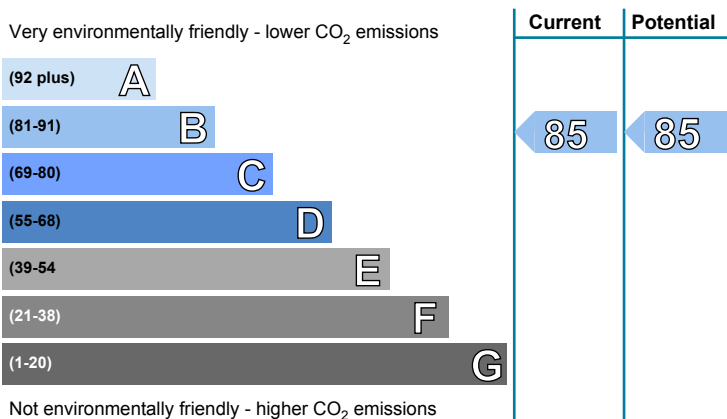 Very environmentally friendly - lower CO₂ emissions
Current
Potential
(92 plus) A
(81-91) B
85
85
(69-80) C
(55-68) D
(39-54 E
(21-38) F
(1-20) G
Not environmentally friendly - higher CO₂ emissions